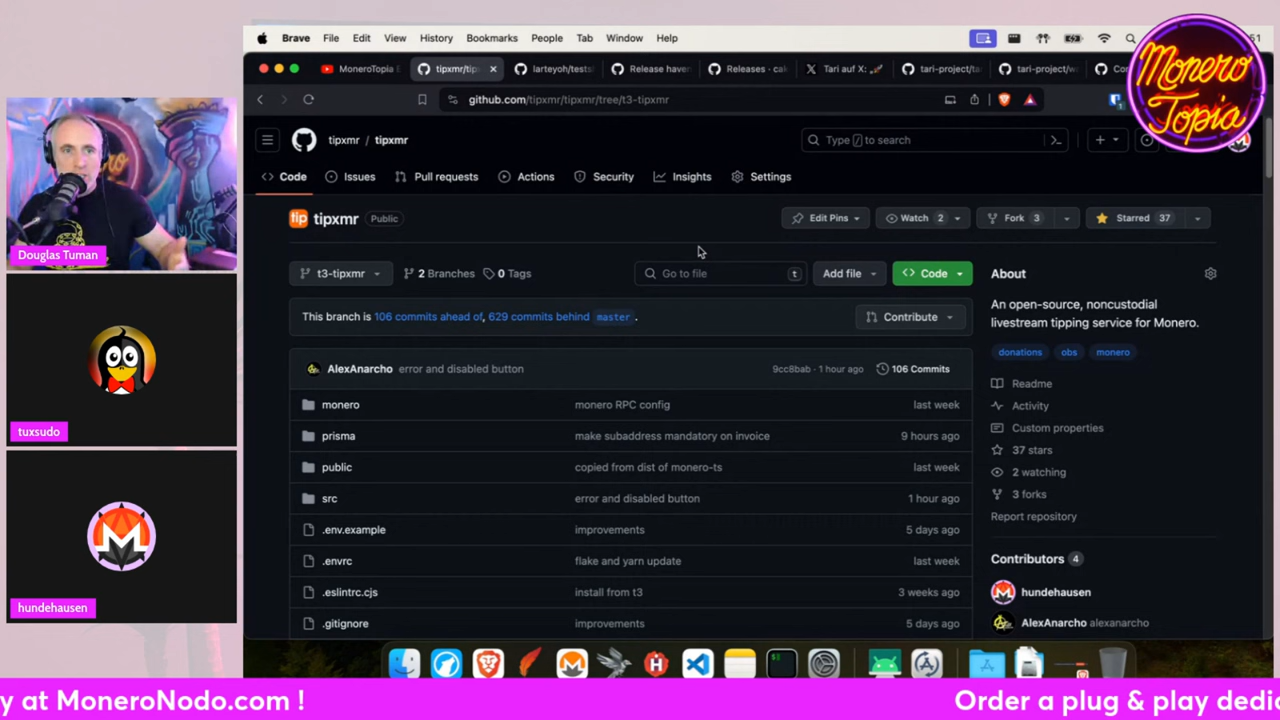 Brave File Edit View History Bookmarks People Tab Window Help
Monero
Topia
MoneroTopia E
tipxmr/tip
larteyoh/tests
Release haven
Releases - cak
Tari auf X:
tari-project/ta
tari-project/w
github.com/tipxmr/tipxmr/tree/t3-tipxmr
tipxmr / tipxmr
Type / to search
Code Issues Pull requests Actions Security Insights Settings
tip
tipxmr Public
Edit Pins Watch 2 Fork 3 Starred 37
t3-tipxmr 2 Branches 0 Tags
Go to file t
Add file Code
This branch is 106 commits ahead of, 629 commits behind master .
Contribute
AlexAnarcho error and disabled button 9cc8bab · 1 hour ago 106 Commits
monero monero RPC config last week
prisma make subaddress mandatory on invoice 9 hours ago
public copied from dist of monero-ts last week
src error and disabled button 1 hour ago
.env.example improvements 5 days ago
.envrc flake and yarn update last week
.eslintrc.cjs install from t3 3 weeks ago
.gitignore improvements 5 days ago
About
An open-source, noncustodial
livestream tipping service for Monero.
donations obs monero
Readme
Activity
Custom properties
37 stars
2 watching
3 forks
Report repository
Contributors 4
hundehausen
AlexAnarcho alexanarcho
Douglas Tuman
tuxsudo
hundehausen
y at MoneroNodo.com !
Order a plug & play dedic